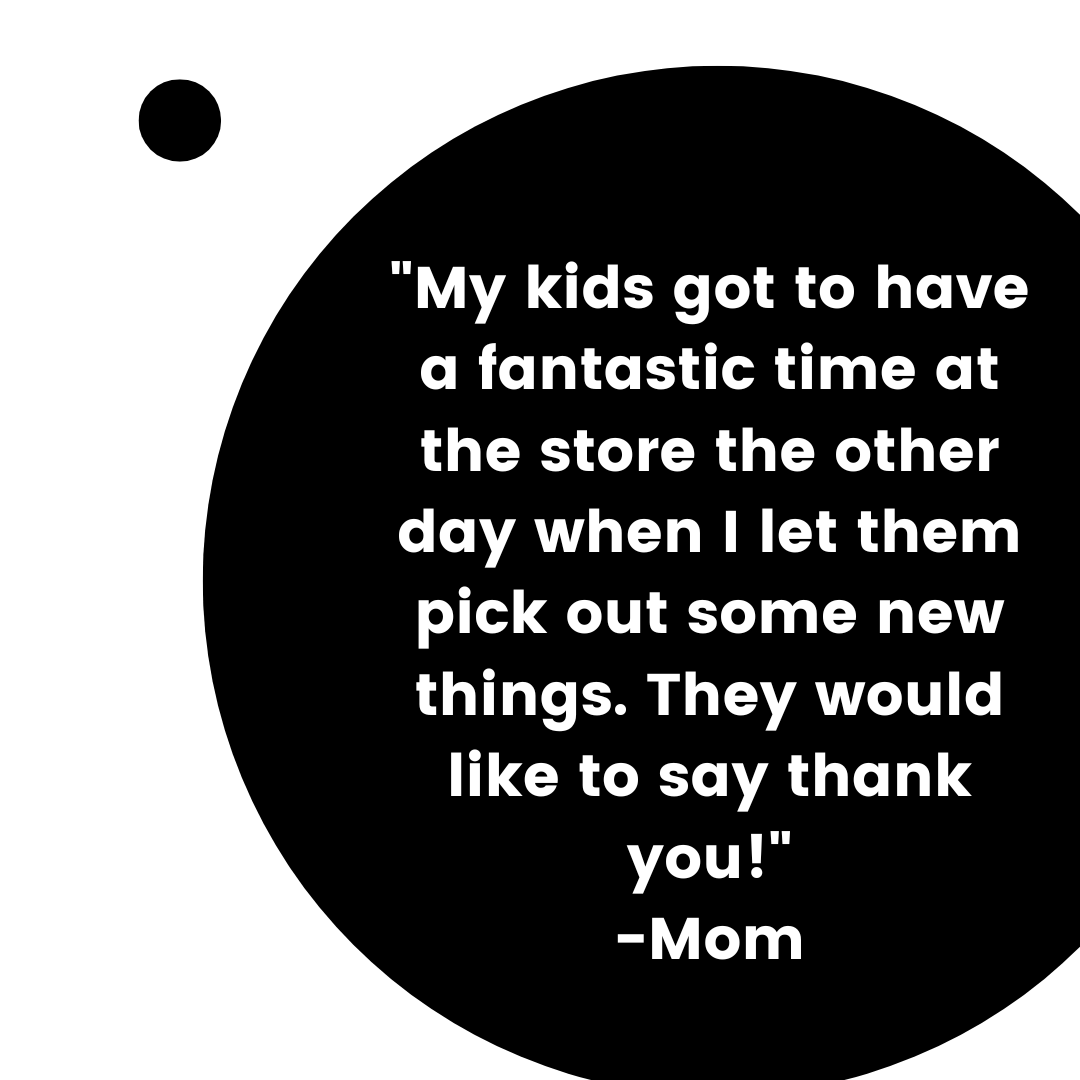 "My kids got to have
a fantastic time at
the store the other
day when I let them
pick out some new
things. They would
like to say thank
you!"
-Mom